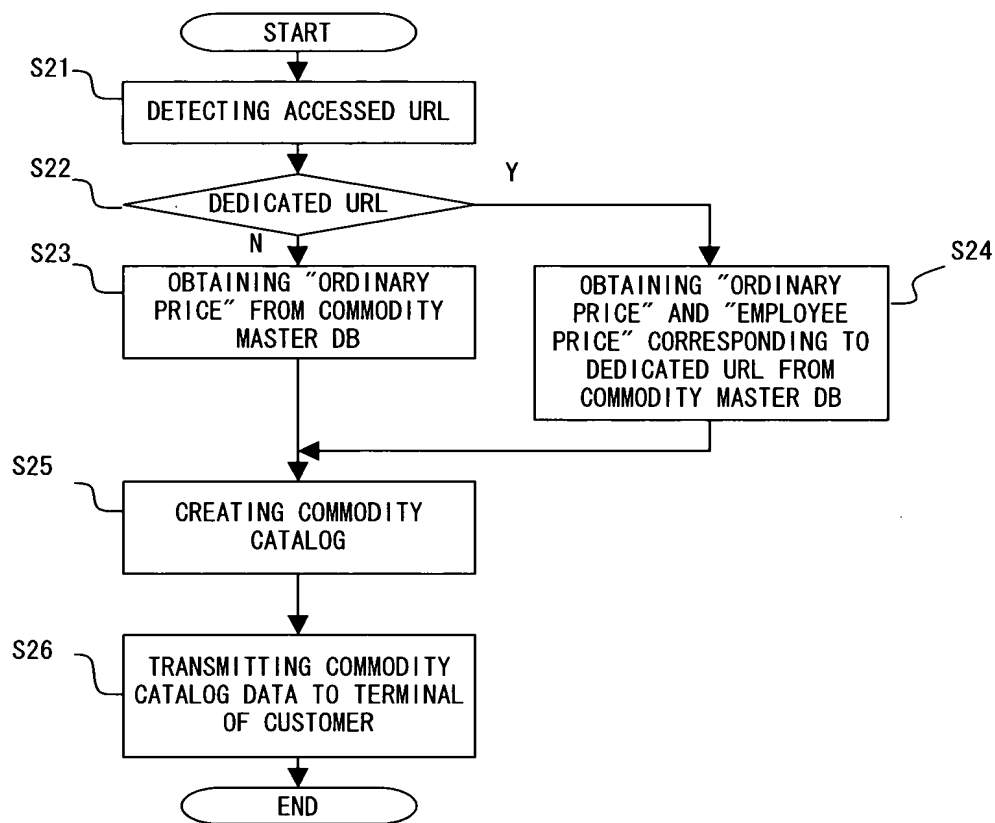 START
S21
DETECTING ACCESSED URL
S22
DEDICATED URL
Y
N
S23
OBTAINING "ORDINARY
PRICE" FROM COMMODITY
MASTER DB
S24
OBTAINING "ORDINARY
PRICE" AND "EMPLOYEE
PRICE" CORRESPONDING TO
DEDICATED URL FROM
COMMODITY MASTER DB
S25
CREATING COMMODITY
CATALOG
S26
TRANSMITTING COMMODITY
CATALOG DATA TO TERMINAL
OF CUSTOMER
END